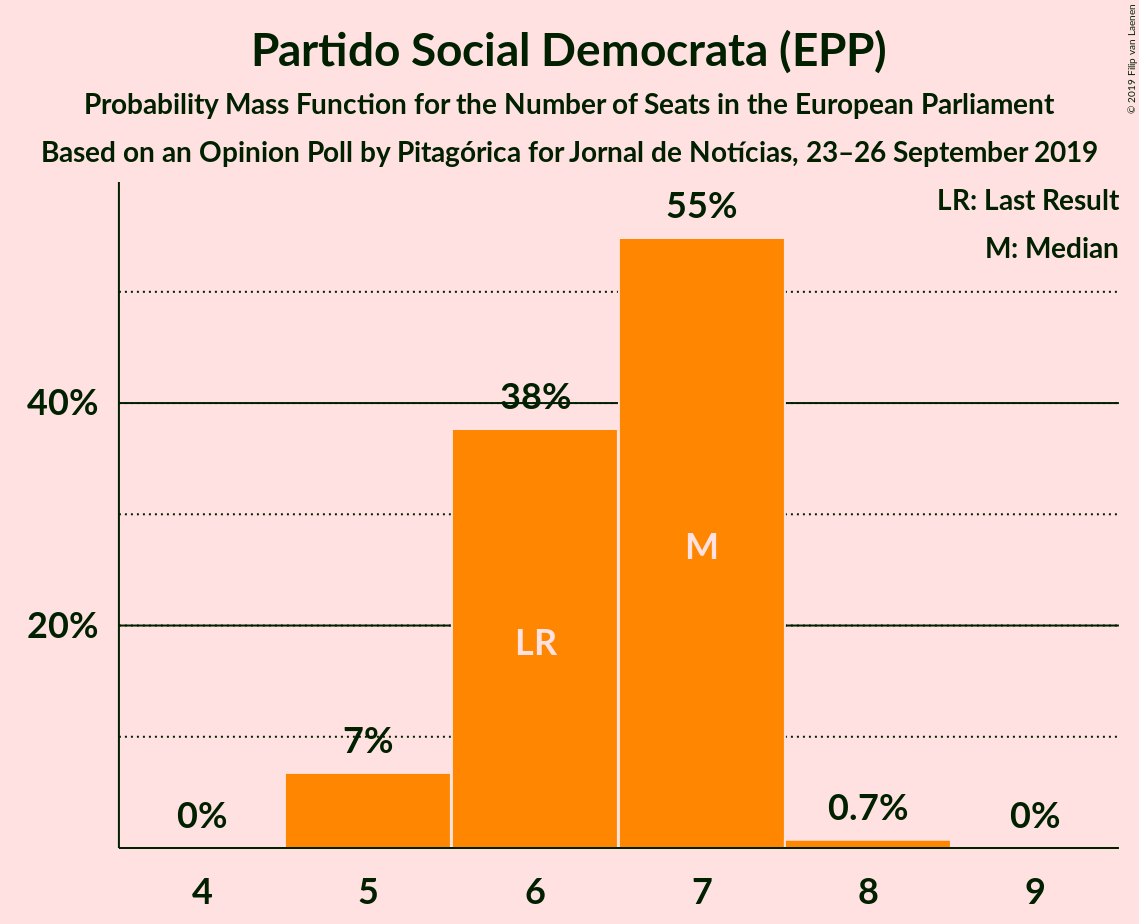 Partido Social Democrata (EPP)
Probability Mass Function for the Number of Seats in the European Parliament
Based on an Opinion Poll by Pitagórica for Jornal de Notícias, 23–26 September 2019
© 2019 Filip van Laenen
LR: Last Result
M: Median
55%
40%
38%
M
20%
LR
7%
0%
0.7%
0%
4 5 6 7 8 9